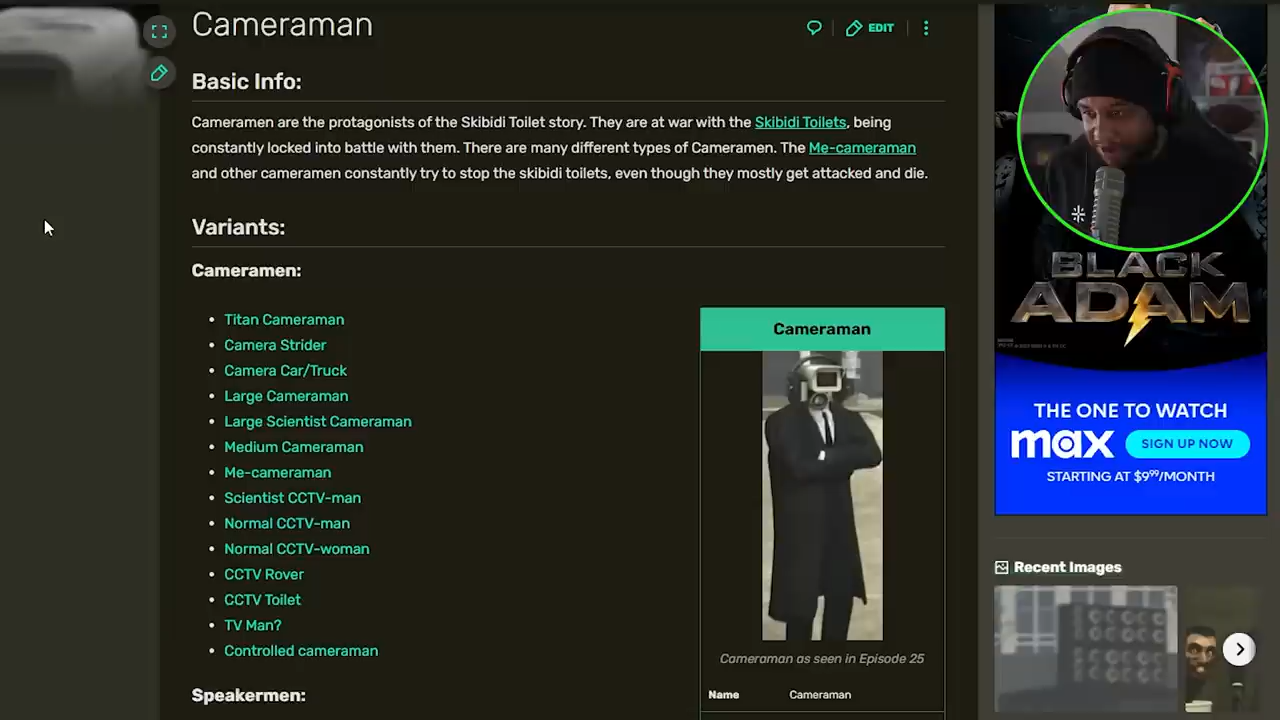 Cameraman
EDIT
Basic Info:
Cameramen are the protagonists of the Skibidi Toilet story. They are at war with the Skibidi Toilets, being
constantly locked into battle with them. There are many different types of Cameramen. The Me-cameraman
and other cameramen constantly try to stop the skibidi toilets, even though they mostly get attacked and die.
Variants:
Cameramen:
• Titan Cameraman
• Camera Strider
• Camera Car/Truck
• Large Cameraman
• Large Scientist Cameraman
• Medium Cameraman
• Me-cameraman
• Scientist CCTV-man
• Normal CCTV-man
• Normal CCTV-woman
• CCTV Rover
• CCTV Toilet
• TV Man?
• Controlled cameraman
Speakermen:
Cameraman
Cameraman as seen in Episode 25
Name Cameraman
BLACK
ADAM
THE ONE TO WATCH
max SIGN UP NOW
STARTING AT $9.99/MONTH
Recent Images